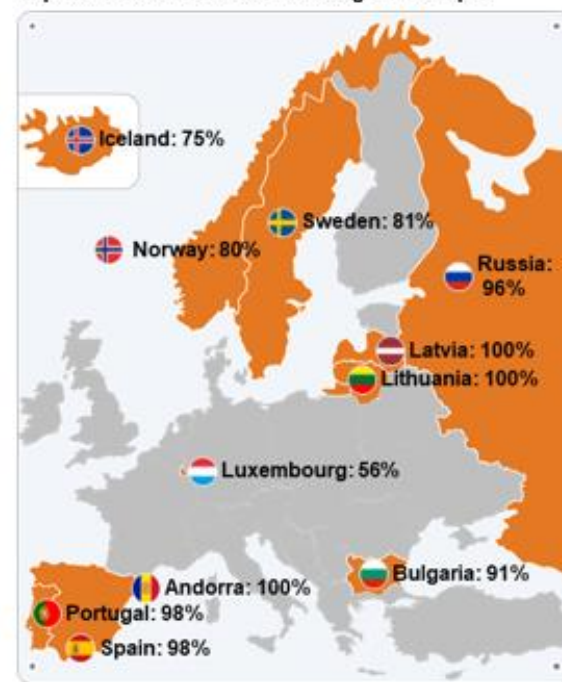 Iceland: 75%
Sweden: 81%
Norway: 80%
Russia:
96%
Latvia: 100%
Lithuania: 100%
Luxembourg: 56%
Bulgaria: 91%
Andorra: 100%
Portugal: 98%
Spain: 98%